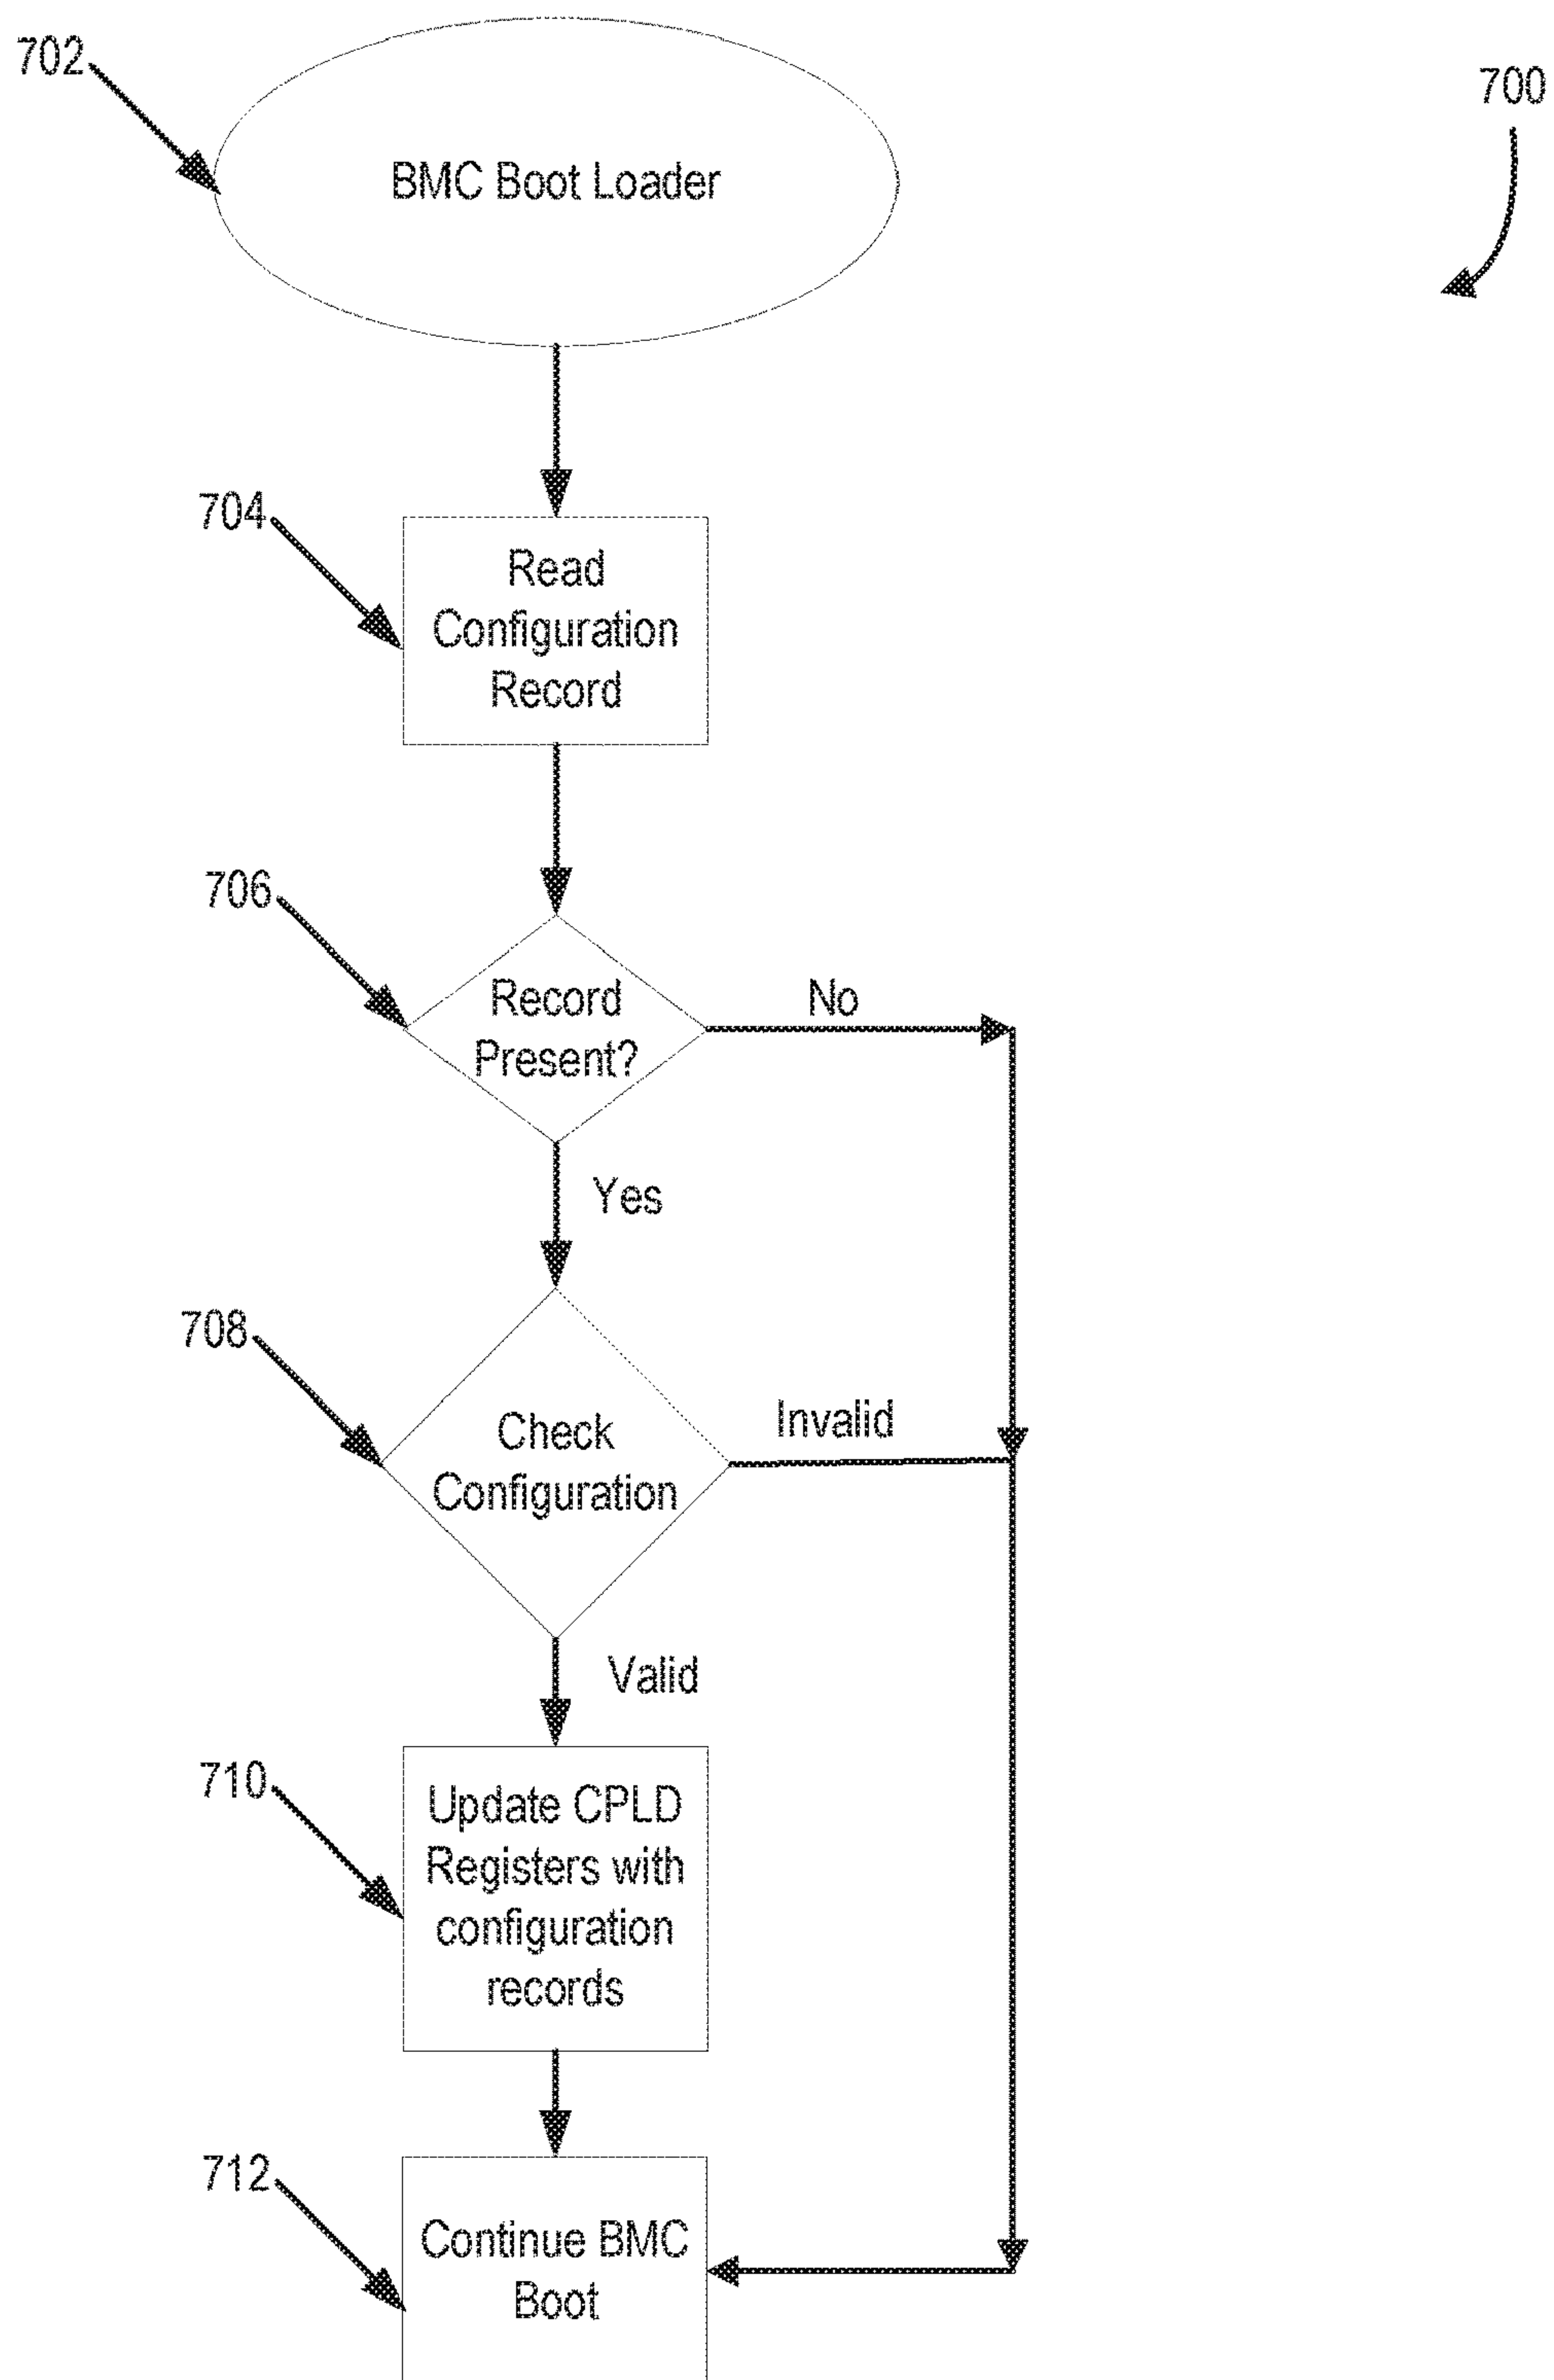 702
700
BMC Boot Loader
704
Read
Configuration
Record
706
Record
Present?
No
Yes
708
Check
Configuration
Invalid
Valid
710
Update CPLD
Registers with
configuration
records
712
Continue BMC
Boot